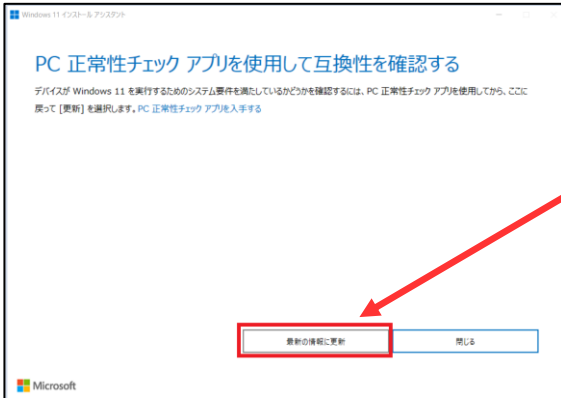 Windows 11 インストール アシスタント
PC 正常性チェック アプリを使用して互換性を確認する
デバイスが Windows 11 を実行するためのシステム要件を満たしているかどうかを確認するには、PC 正常性チェック アプリを使用してから、ここに
戻って [更新] を選択します。PC 正常性チェック アプリを入手する
最新の情報に更新
閉じる
Microsoft